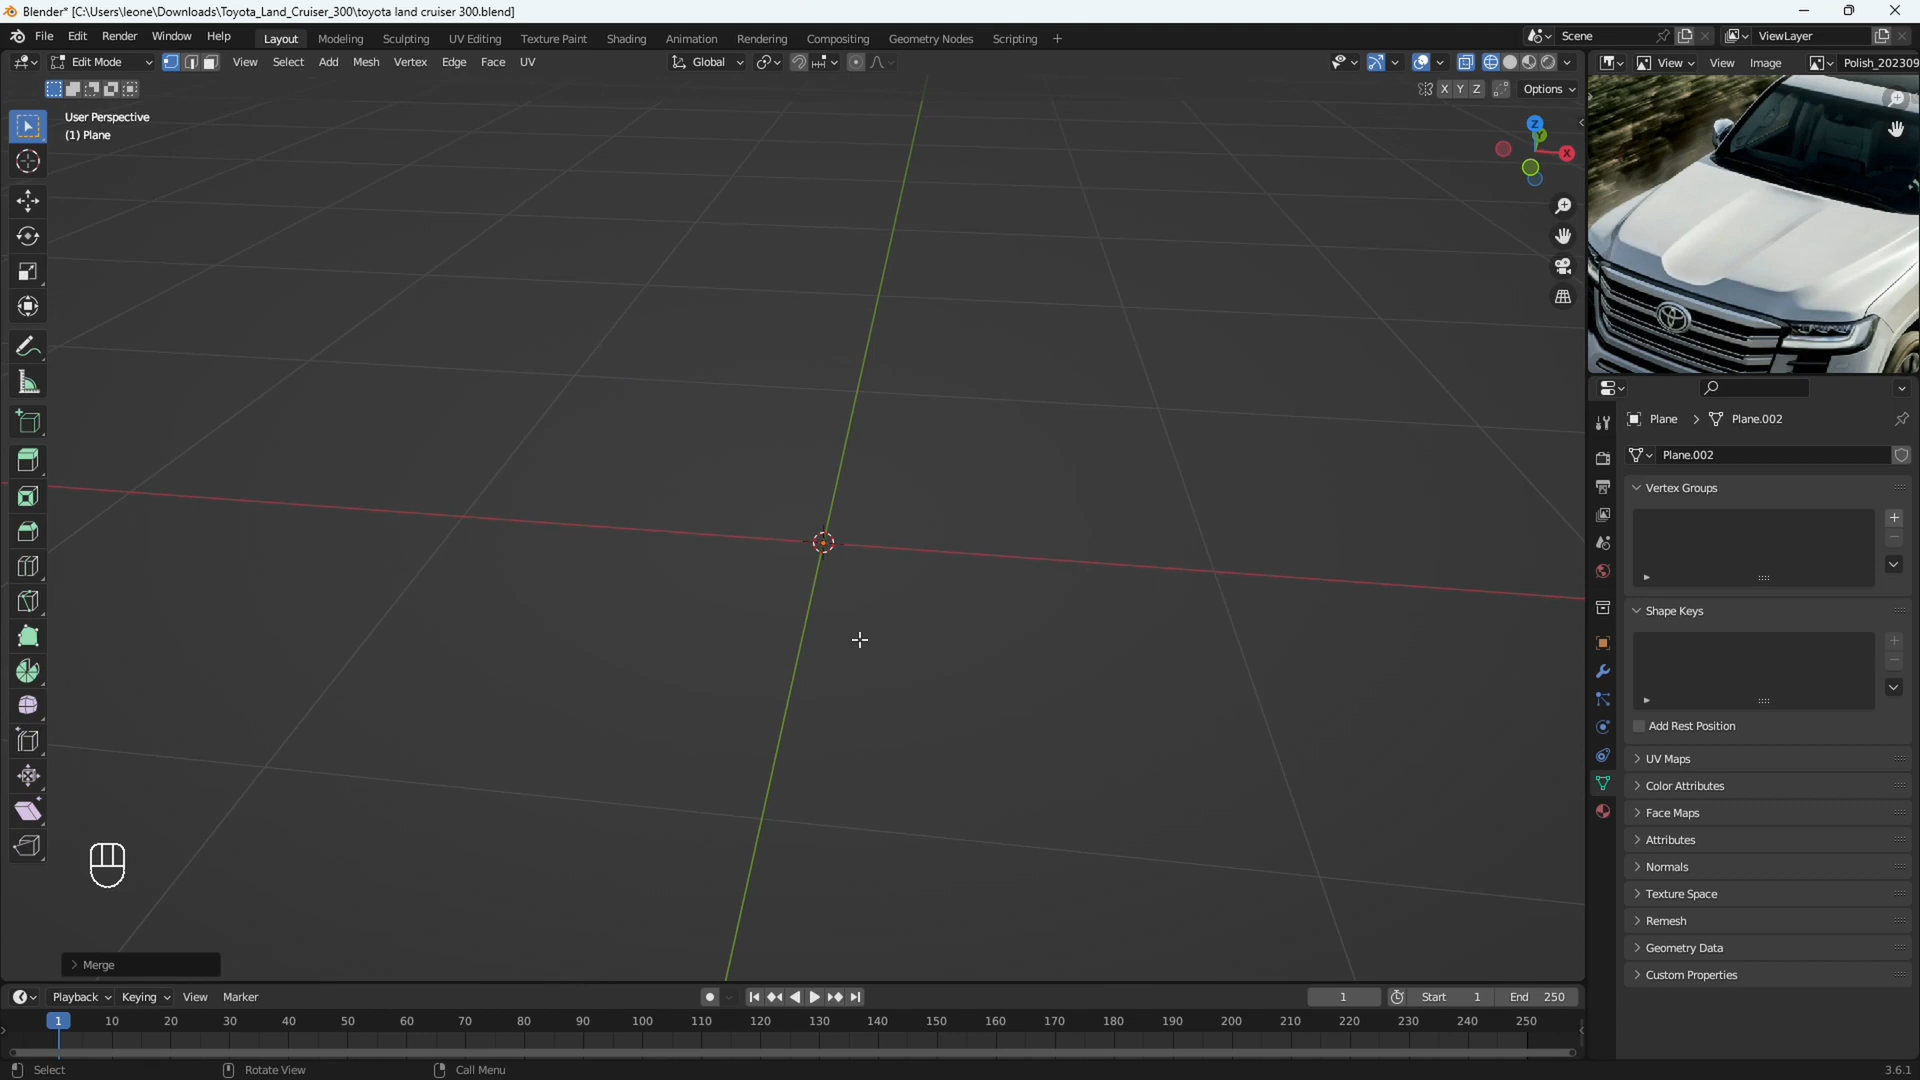 Blender* [C:\Users\leone\Downloads\Toyota_Land_Cruiser_300\toyota land cruiser 300.blend]
File Edit Render Window Help Layout Modeling Sculpting UV Editing Texture Paint Shading Animation Rendering Compositing Geometry Nodes Scripting + Scene ViewLayer
Edit Mode View Select Add Mesh Vertex Edge Face UV Global View View Image Polish_202309
X Y Z Options
User Perspective
(1) Plane
Z
Y
X
Plane > Plane.002
Plane.002
Vertex Groups
Shape Keys
Add Rest Position
UV Maps
Color Attributes
Face Maps
Attributes
Normals
Texture Space
Remesh
Geometry Data
Custom Properties
> Merge
Playback Keying View Marker 1 Start 1 End 250
1 10 20 30 40 50 60 70 80 90 100 110 120 130 140 150 160 170 180 190 200 210 220 230 240 250
Select Rotate View Call Menu 3.6.1